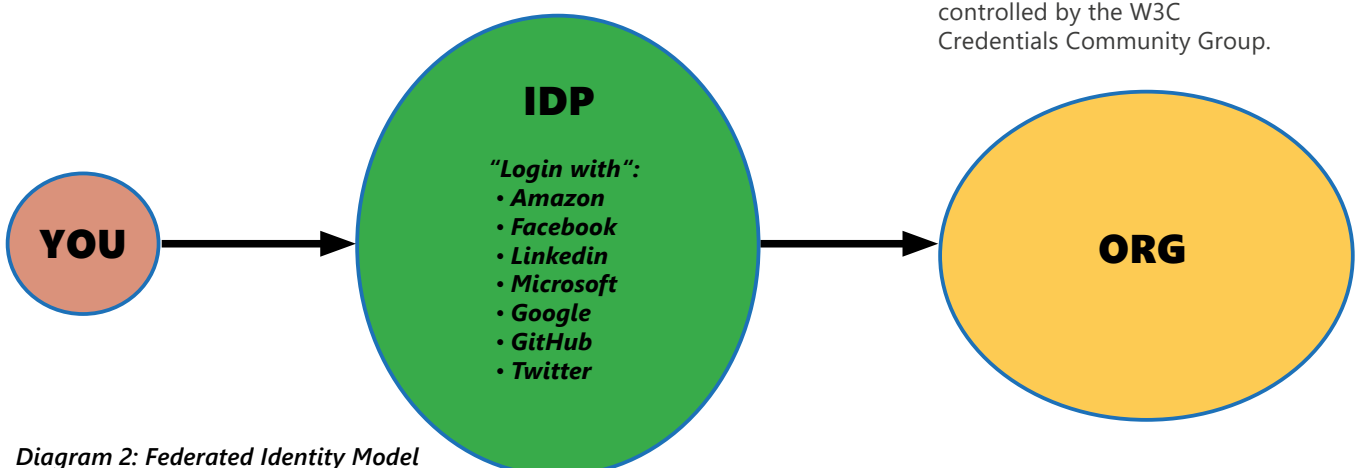 controlled by the W3C
Credentials Community Group.
IDP
“Login with“:
• Amazon
• Facebook
• Linkedin
• Microsoft
• Google
• GitHub
• Twitter
YOU
ORG
Diagram 2: Federated Identity Model